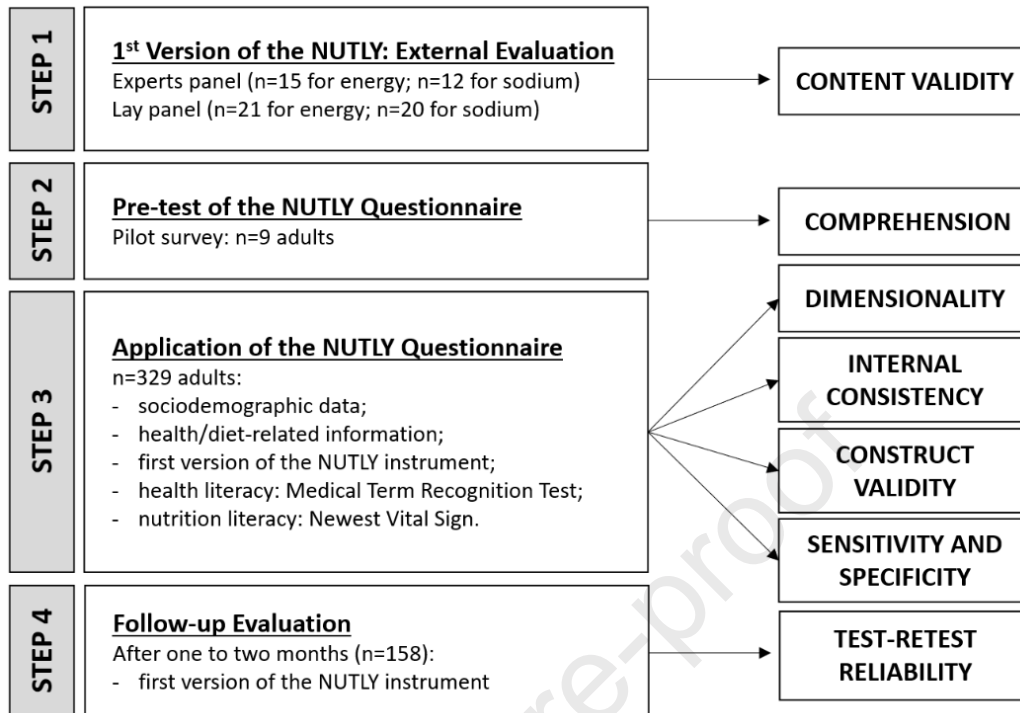 STEP 1
1st Version of the NUTLY: External Evaluation
Experts panel (n=15 for energy; n=12 for sodium)
Lay panel (n=21 for energy; n=20 for sodium)
CONTENT VALIDITY
STEP 2
Pre-test of the NUTLY Questionnaire
Pilot survey: n=9 adults
COMPREHENSION
STEP 3
Application of the NUTLY Questionnaire
n=329 adults:
- sociodemographic data;
- health/diet-related information;
- first version of the NUTLY instrument;
- health literacy: Medical Term Recognition Test;
- nutrition literacy: Newest Vital Sign.
DIMENSIONALITY
INTERNAL
CONSISTENCY
CONSTRUCT
VALIDITY
SENSITIVITY AND
SPECIFICITY
STEP 4
Follow-up Evaluation
After one to two months (n=158):
- first version of the NUTLY instrument
TEST-RETEST
RELIABILITY
re-proof